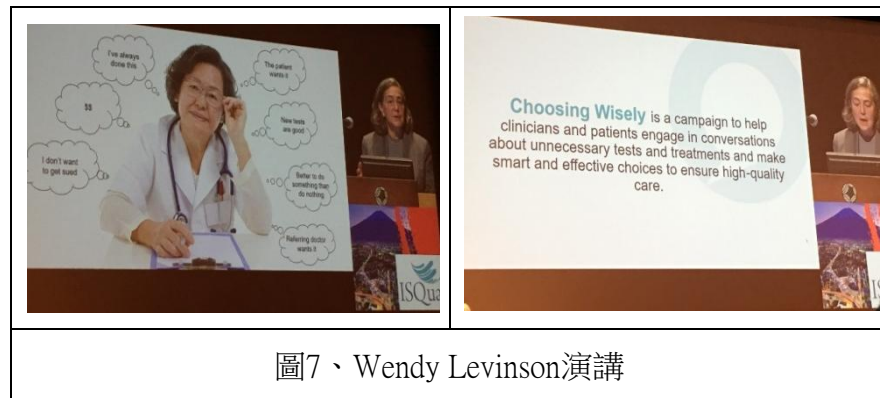 I've always
done this
$$
I don't want
to get sued
The patient
wants it
New tests
are good
Better to do
something than
do nothing
Referring doctor
wants it
ISQua
Choosing Wisely is a campaign to help
clinicians and patients engage in conversations
about unnecessary tests and treatments and make
smart and effective choices to ensure high-quality
care.
圖7、Wendy Levinson演講